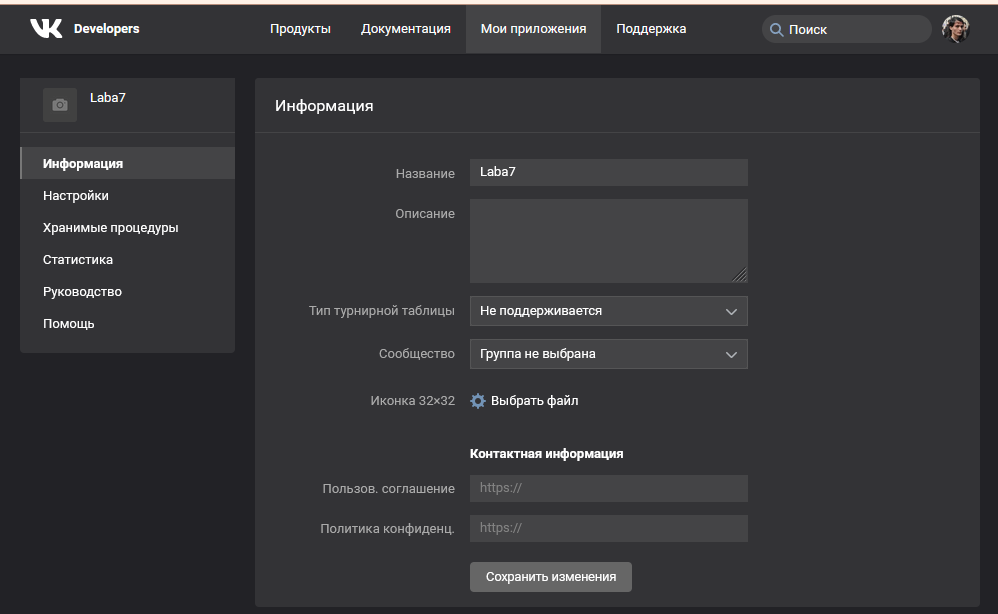 VK Developers Продукты Документация Мои приложения Поддержка Поиск
Laba7
Информация
Настройки
Хранимые процедуры
Статистика
Руководство
Помощь
Информация
Название Laba7
Описание
Тип турнирной таблицы Не поддерживается
Сообщество Группа не выбрана
Иконка 32×32 Выбрать файл
Контактная информация
Пользов. соглашение https://
Политика конфиденц. https://
Сохранить изменения